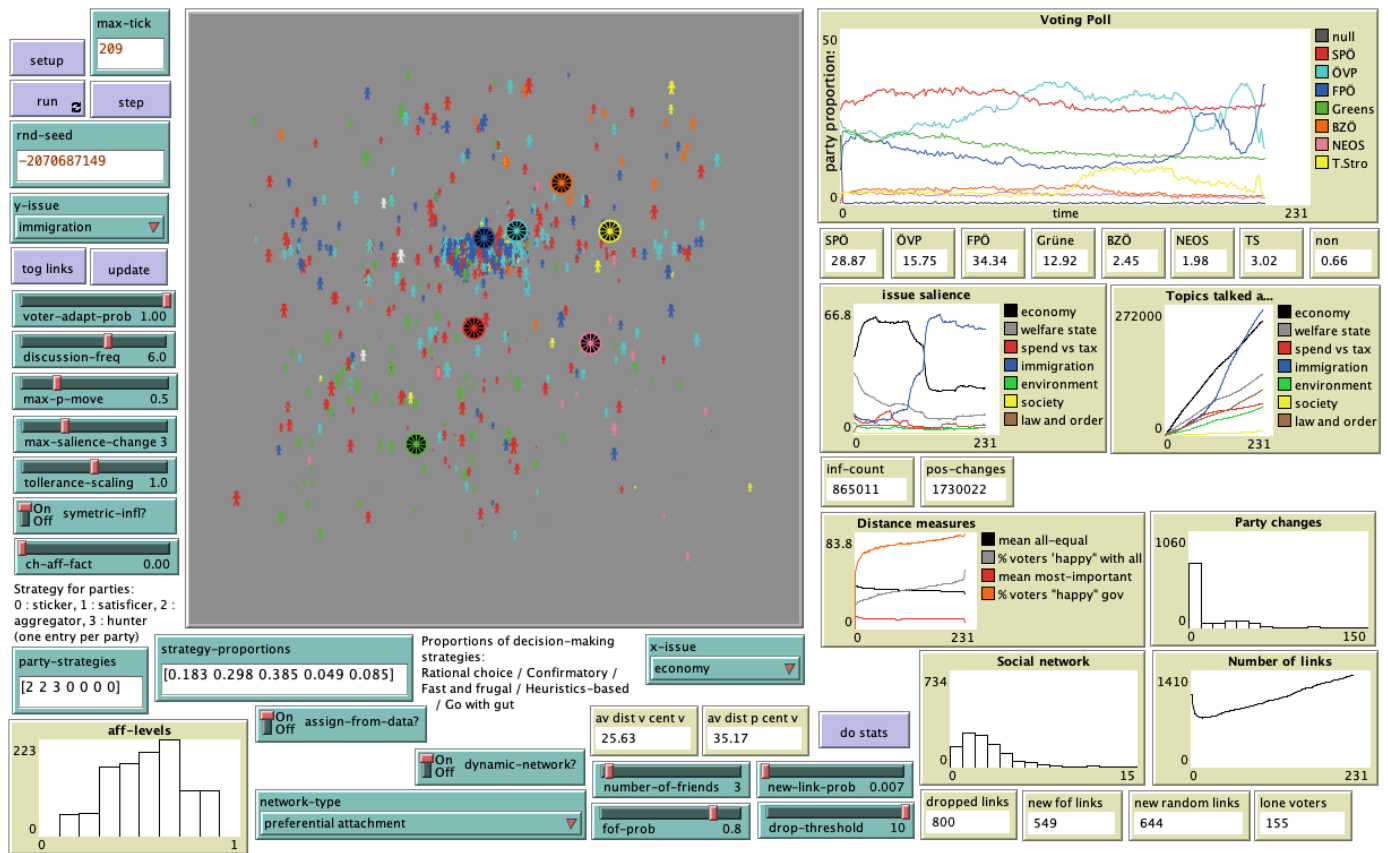 max-tick
209
setup
run
step
rnd-seed
-2070687149
y-issue
immigration
tog links
update
voter-adapt-prob 1.00
discussion-freq 6.0
max-p-move 0.5
max-salience-change 3
tollerance-scaling 1.0
On
Off
symetric-infl?
ch-aff-fact 0.00
Strategy for parties:
0 : sticker, 1 : satisficer, 2 :
aggregator, 3 : hunter
(one entry per party)
party-strategies
[2 2 3 0 0 0 0]
strategy-proportions
[0.183 0.298 0.385 0.049 0.085]
Proportions of decision-making
strategies:
Rational choice / Confirmatory /
Fast and frugal / Heuristics-based
/ Go with gut
x-issue
economy
aff-levels
223
0
0
1
On
Off
assign-from-data?
On
Off
dynamic-network?
network-type
preferential attachment
av dist v cent v
25.63
av dist p cent v
35.17
do stats
number-of-friends 3
new-link-prob 0.007
fof-prob 0.8
drop-threshold 10
Voting Poll
50
party proportion:
0
0
time
231
null
SPÖ
ÖVP
FPÖ
Greens
BZÖ
NEOS
T.Stro
SPÖ
28.87
ÖVP
15.75
FPÖ
34.34
Grüne
12.92
BZÖ
2.45
NEOS
1.98
TS
3.02
non
0.66
issue salience
66.8
0
0
231
economy
welfare state
spend vs tax
immigration
environment
society
law and order
Topics talked a...
272000
0
0
231
economy
welfare state
spend vs tax
immigration
environment
society
law and order
inf-count
865011
pos-changes
1730022
Distance measures
83.8
0
0
231
mean all-equal
% voters "happy" with all
mean most-important
% voters "happy" gov
Party changes
1060
0
0
150
Social network
734
0
0
15
Number of links
1410
0
0
231
dropped links
800
new fof links
549
new random links
644
lone voters
155